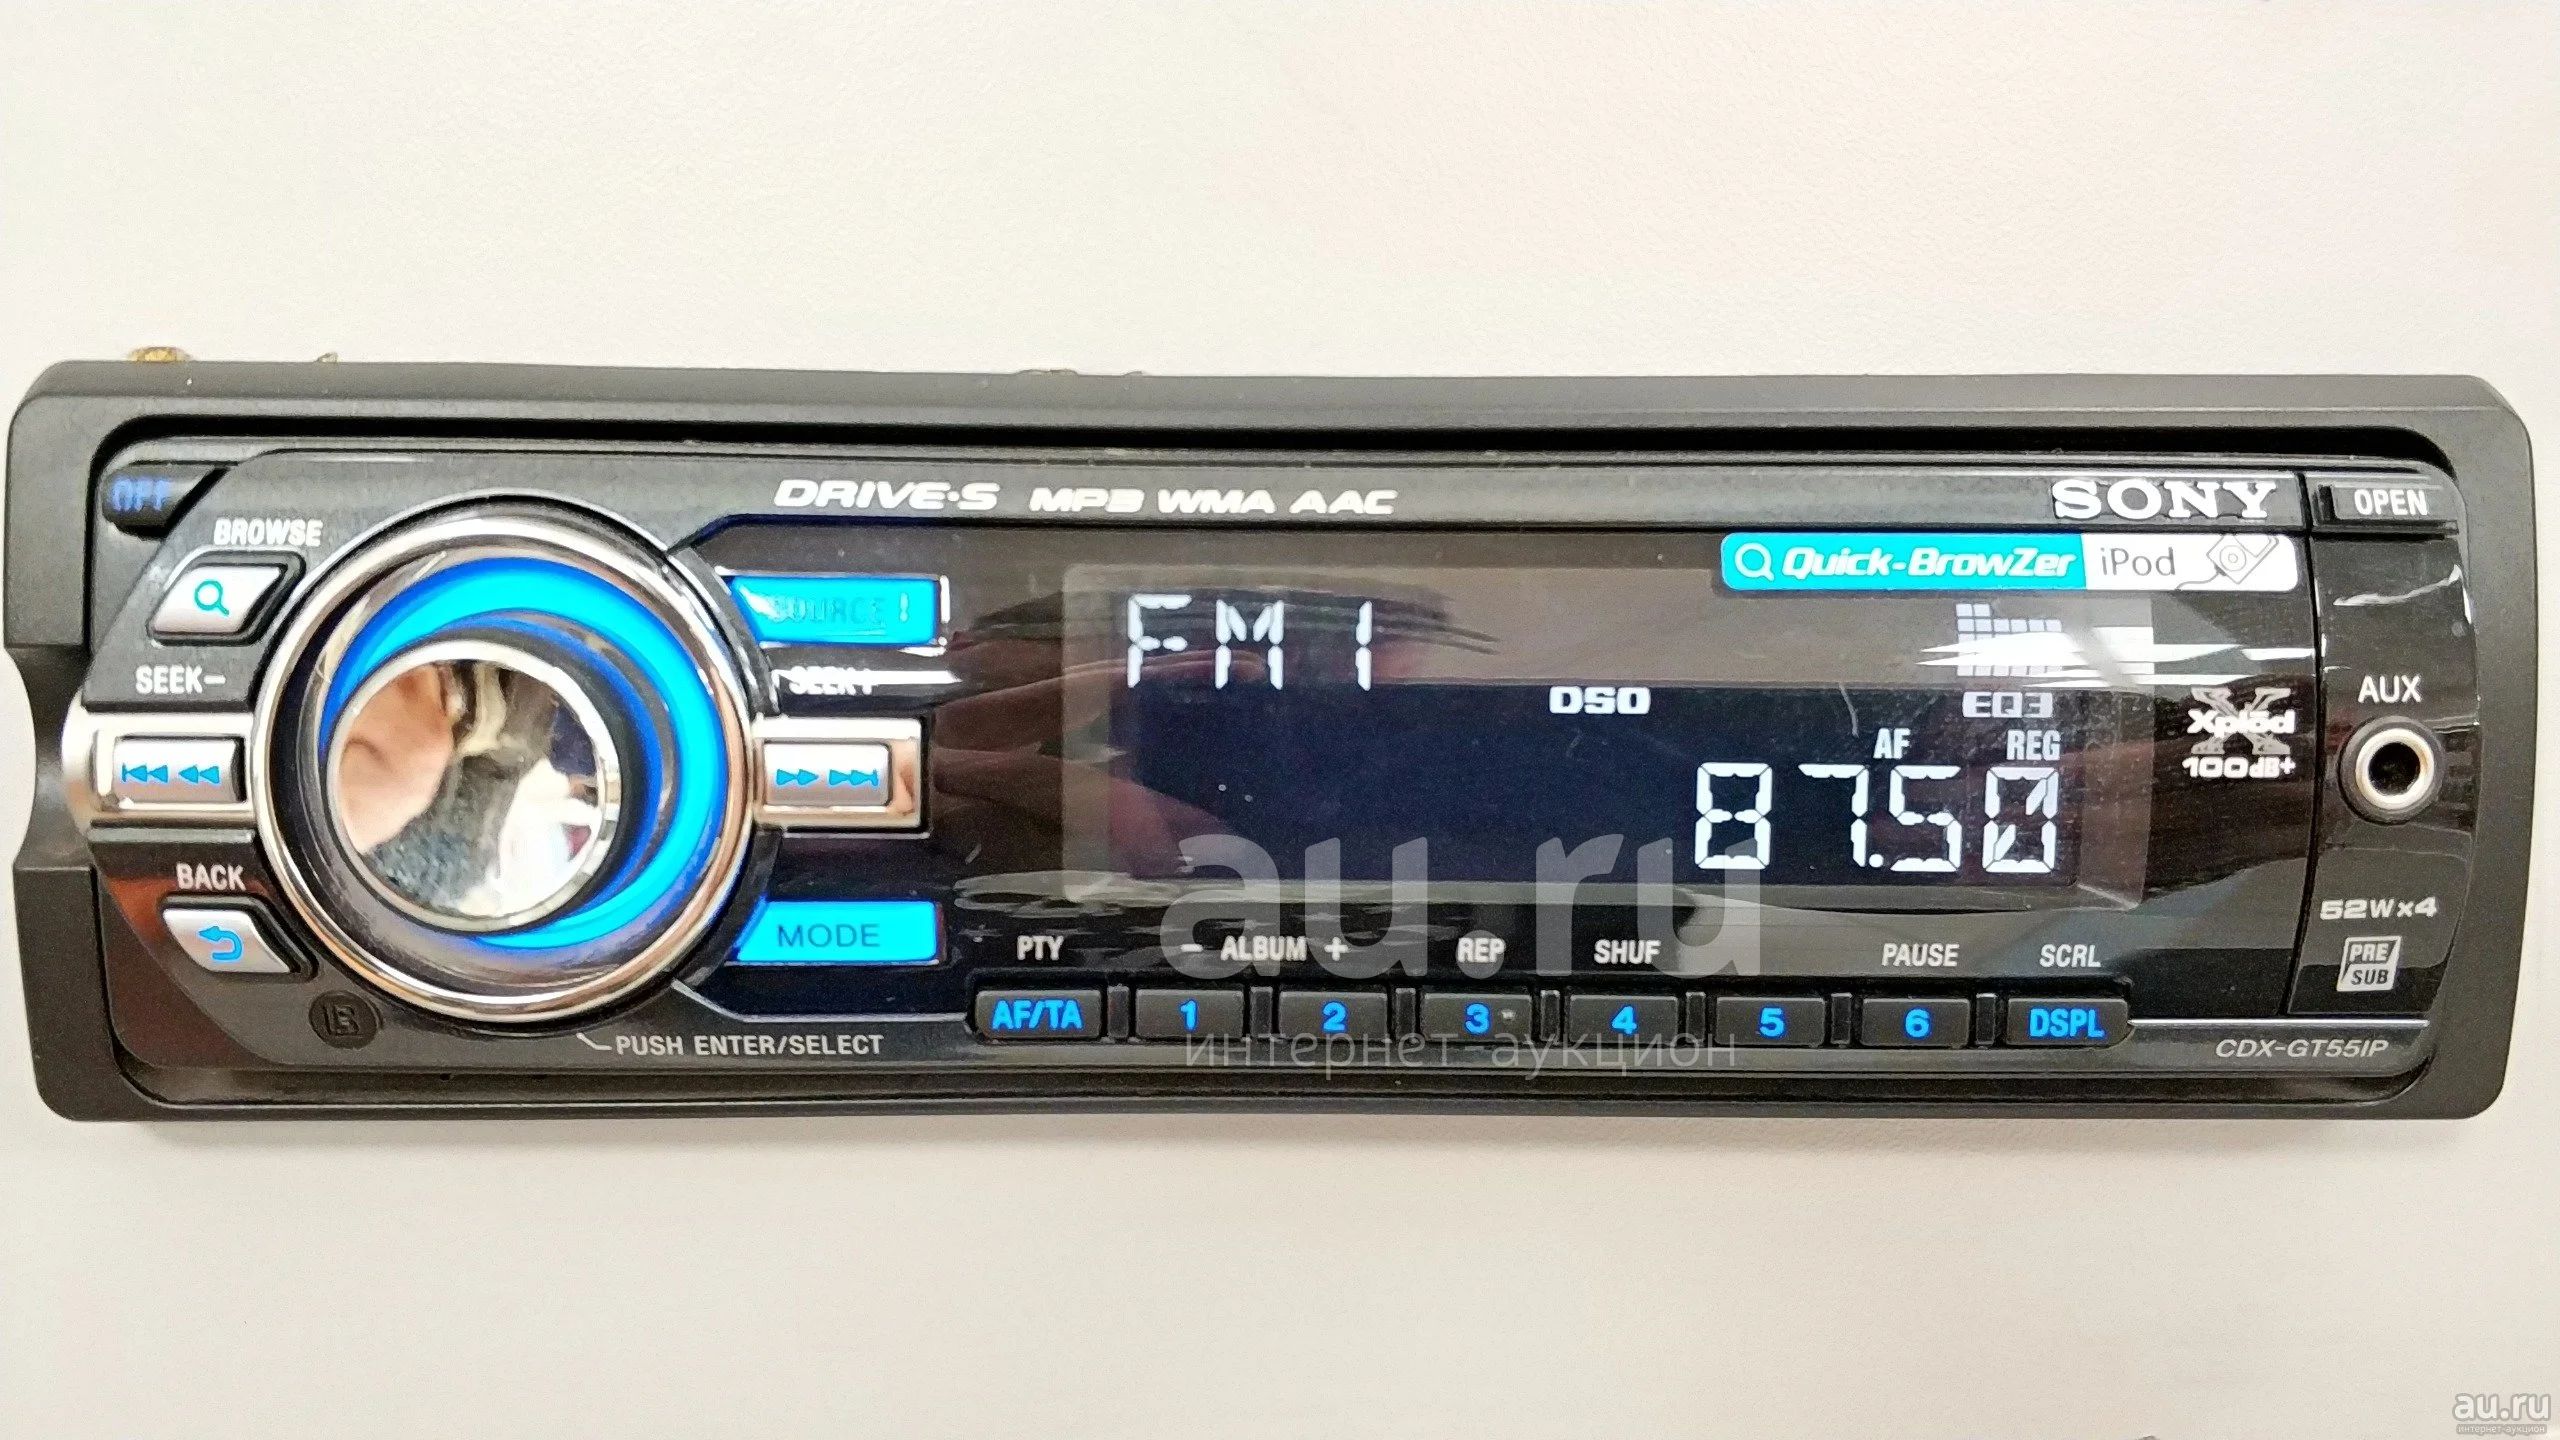 OFF
BROWSE
DRIVE·S MP3 WMA AAC
SONY
OPEN
Quick-BrowZer iPod
SOURCE
FM1
SEEK-
SEEK+
DSO
EQ3
Xplōd
100dB+
AUX
AF REG
87.50
BACK
MODE
52W×4
PRE
SUB
PTY - ALBUM + REP SHUF PAUSE SCRL
AF/TA 1 2 3 4 5 6 DSPL
PUSH ENTER/SELECT
CDX-GT55IP
au.ru
интернет аукцион
au.ru
интернет-аукцион